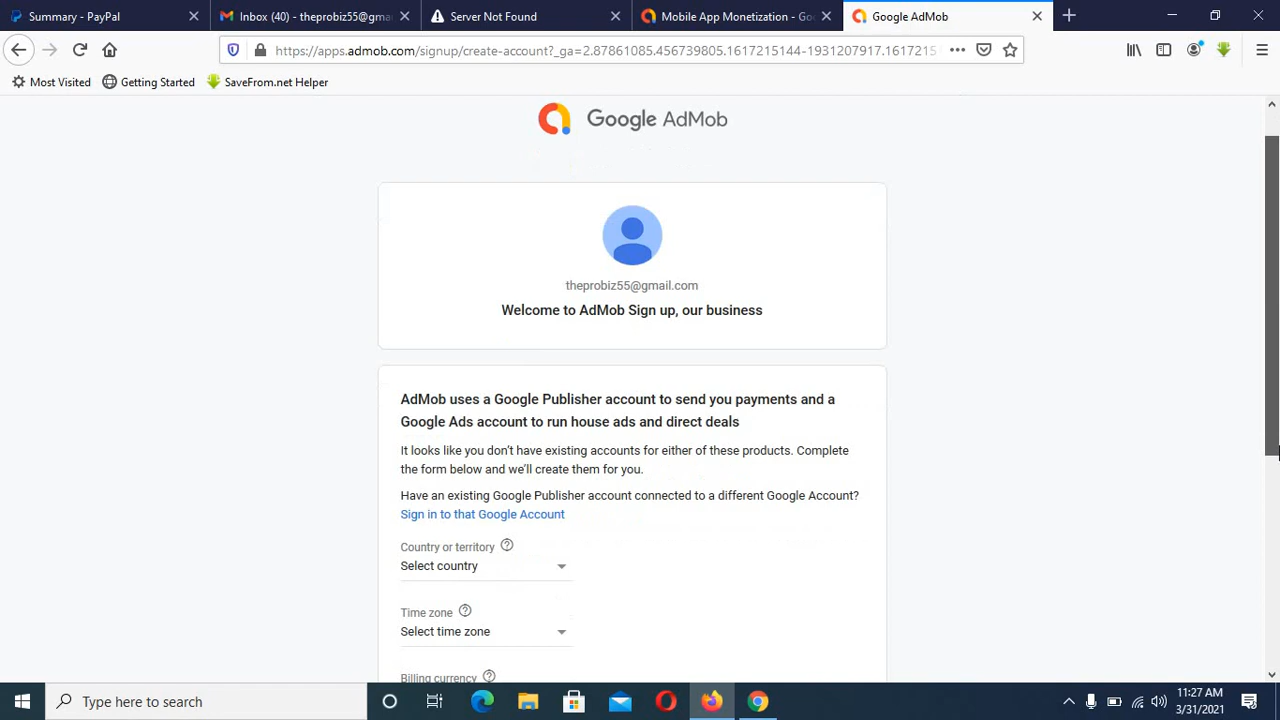 Summary - PayPal
Inbox (40) - theprobiz55@gma
Server Not Found
Mobile App Monetization - Goo
Google AdMob
https://apps.admob.com/signup/create-account?_ga=2.87861085.456739805.1617215144-1931207917.1617215
Most Visited
Getting Started
SaveFrom.net Helper
Google AdMob
theprobiz55@gmail.com
Welcome to AdMob Sign up, our business
AdMob uses a Google Publisher account to send you payments and a
Google Ads account to run house ads and direct deals
It looks like you don't have existing accounts for either of these products. Complete
the form below and we'll create them for you.
Have an existing Google Publisher account connected to a different Google Account?
Sign in to that Google Account
Country or territory
Select country
Time zone
Select time zone
Billing currency
Type here to search
11:27 AM
3/31/2021